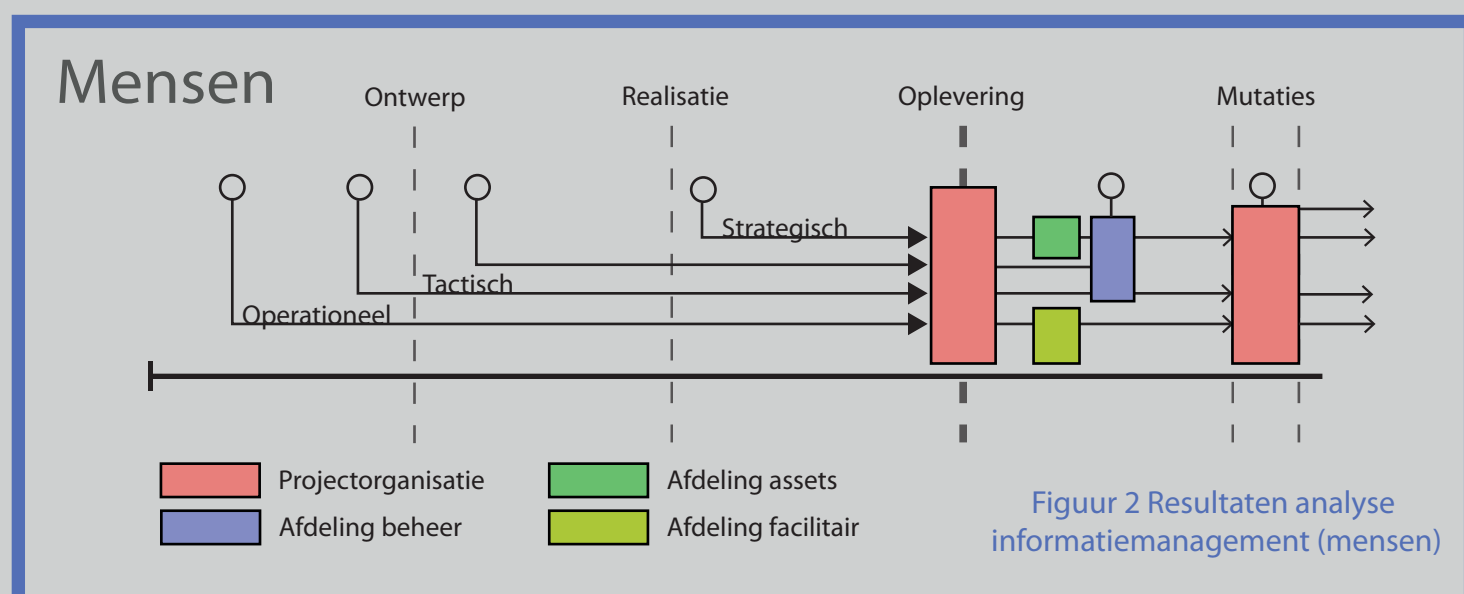 Mensen
Ontwerp
Realisatie
Oplevering
Mutaties
Strategisch
Tactisch
Operationeel
Projectorganisatie
Afdeling assets
Afdeling beheer
Afdeling facilitair
Figuur 2 Resultaten analyse
informatiemanagement (mensen)